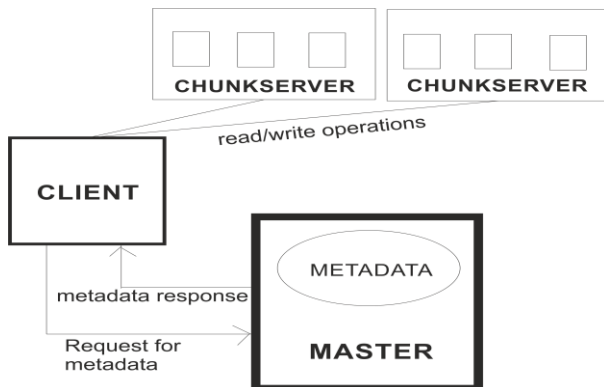 CHUNKSERVER
CHUNKSERVER
read/write operations
CLIENT
METADATA
metadata response
Request for
metadata
MASTER